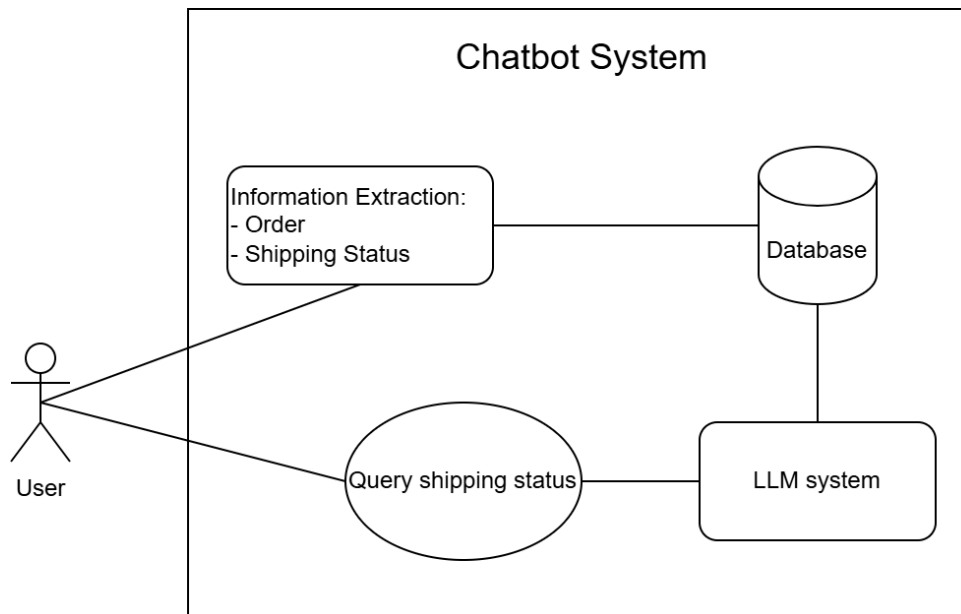 Chatbot System
Information Extraction:
- Order
- Shipping Status
Database
User
Query shipping status
LLM system